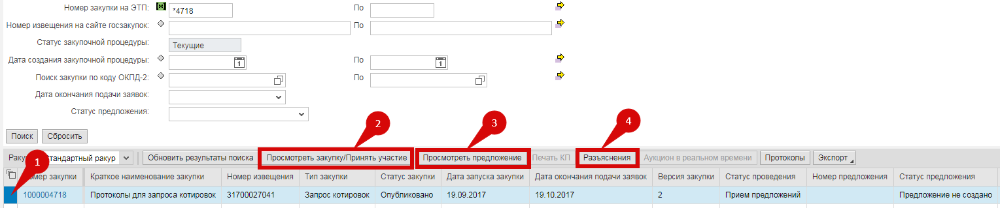 Номер закупки на ЭТП: *4718 По
Номер извещения на сайте госзакупок: По
Статус закупочной процедуры: Текущие
Дата создания закупочной процедуры: 1 По 1
Поиск закупки по коду ОКПД-2: По
Дата окончания подачи заявок:
Статус предложения:
2 3 4
Поиск Сбросить
1
Стандартный ракур Обновить результаты поиска Просмотреть закупку/Принять участие Просмотреть предложение Печать КП Разъяснения Аукцион в реальном времени Протоколы Экспорт
Номер закупки Краткое наименование закупки Номер извещения Тип закупки Статус закупки Дата запуска закупки Дата окончания подачи заявок Версия закупки Статус проведения Номер предложения Статус предложения
1000004718 Протоколы для запроса котировок 31700027041 Запрос котировок Опубликовано 19.09.2017 19.10.2017 2 Прием предложений Предложение не создано